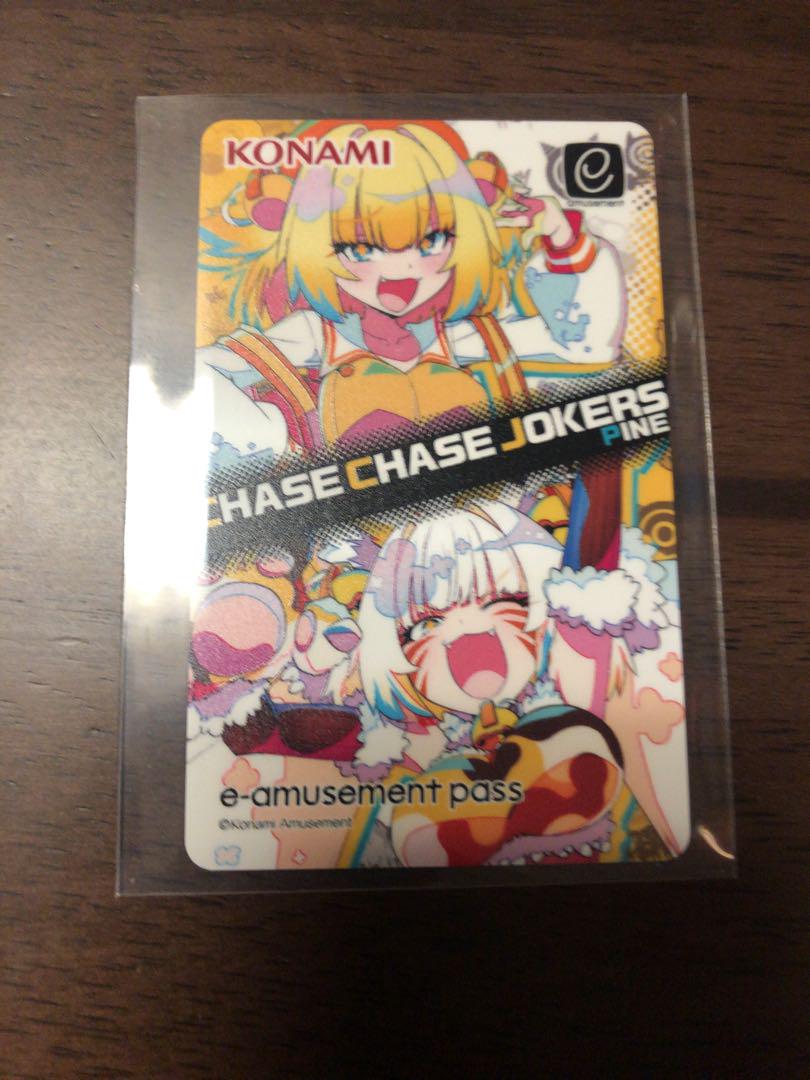 KONAMI
e
amusement
CHASE CHASE JOKERS
PINE
e-amusement pass
©Konami Amusement